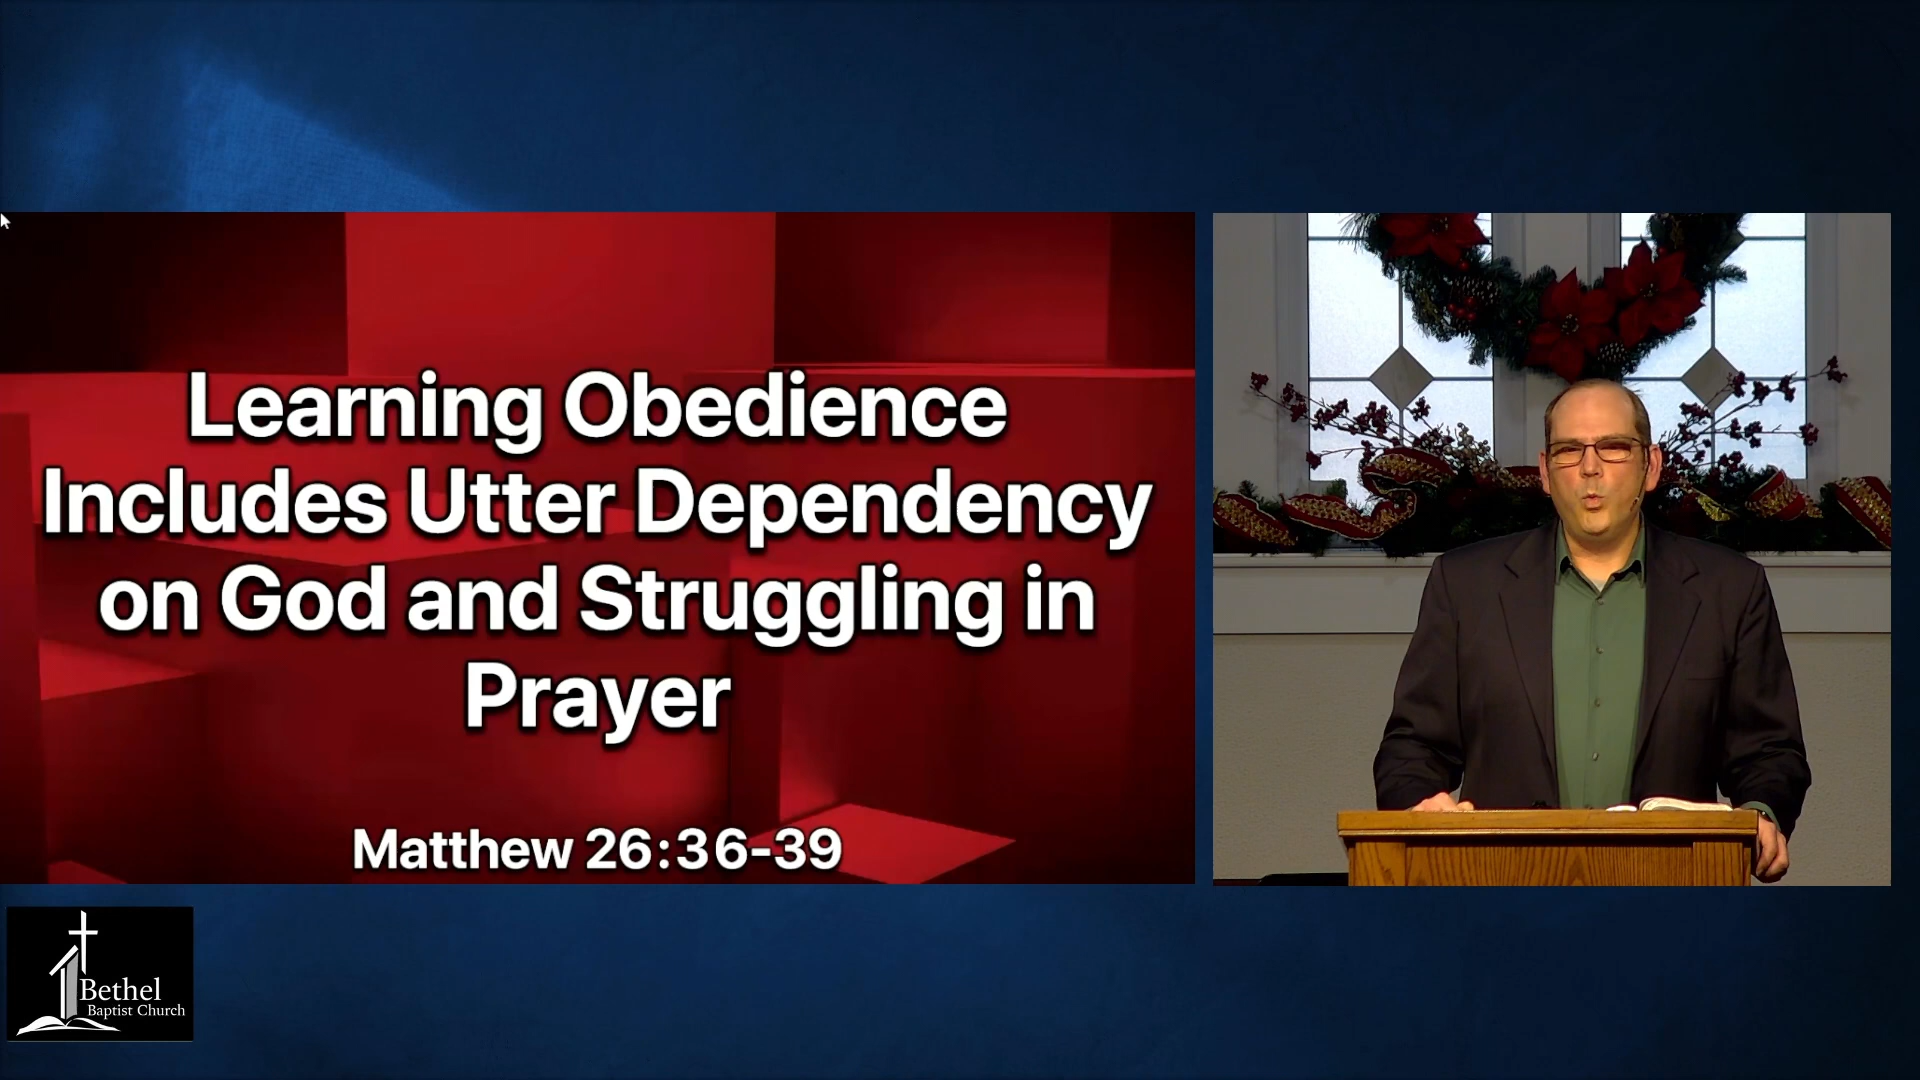 Learning Obedience
Includes Utter Dependency
on God and Struggling in
Prayer
Matthew 26:36-39
Bethel
Baptist Church